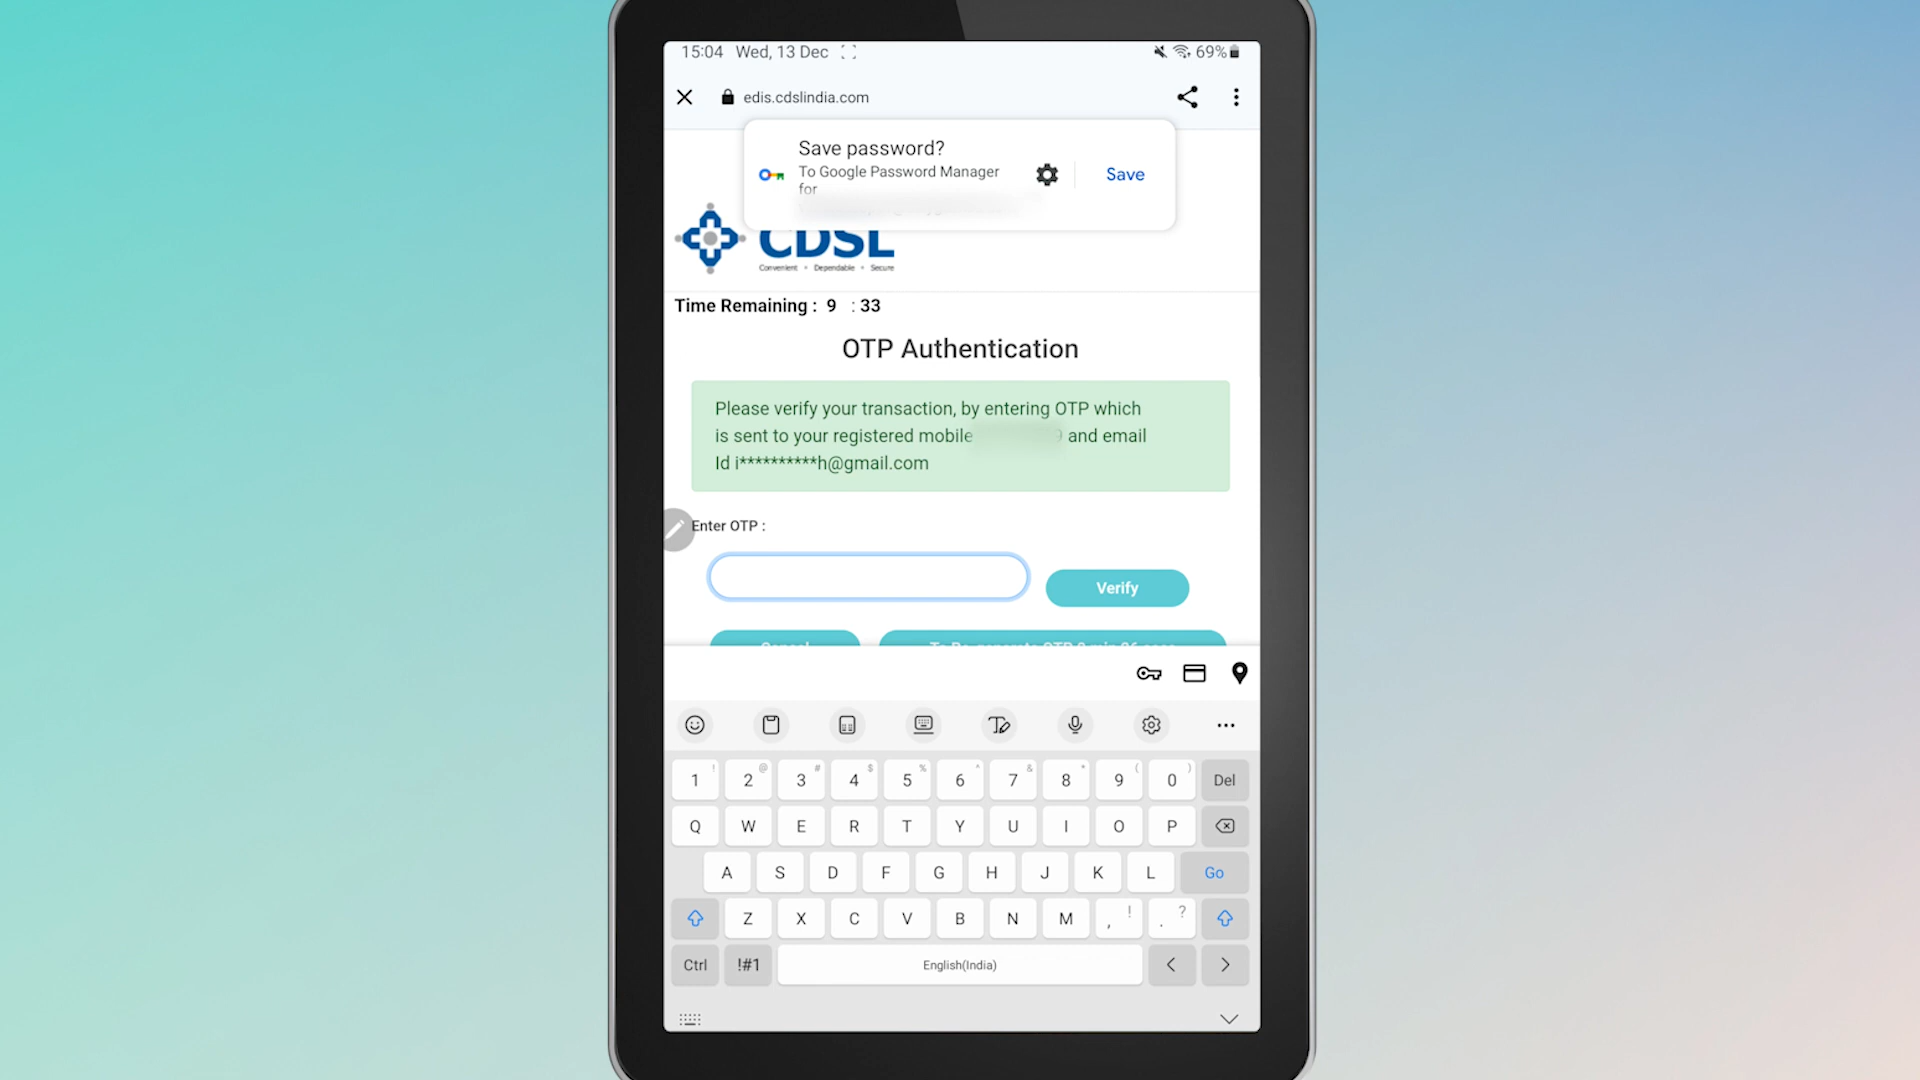 15:04 Wed, 13 Dec 69%
edis.cdslindia.com
Save password?
To Google Password Manager
for
Save
CDSL
Convenient • Dependable • Secure
Time Remaining : 9 : 33
OTP Authentication
Please verify your transaction, by entering OTP which
is sent to your registered mobile 9 and email
Id i**********h@gmail.com
Enter OTP :
Verify
1 ! 2 @ 3 # 4 $ 5 % 6 ^ 7 & 8 * 9 ( 0 ) Del
Q W E R T Y U I O P
A S D F G H J K L Go
Z X C V B N M , ! . ?
Ctrl !#1 English(India) < >